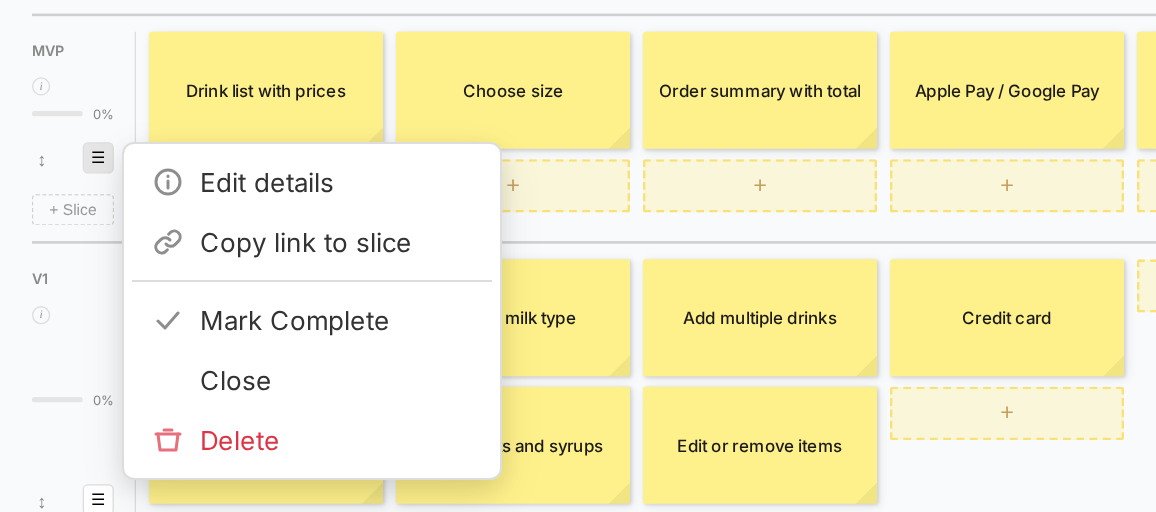 MVP
i
0%
+ Slice
Drink list with prices
Choose size
Order summary with total
Apple Pay / Google Pay
+
+
+
Edit details
Copy link to slice
Mark Complete
Close
Delete
V1
i
0%
milk type
Add multiple drinks
Credit card
and syrups
Edit or remove items
+